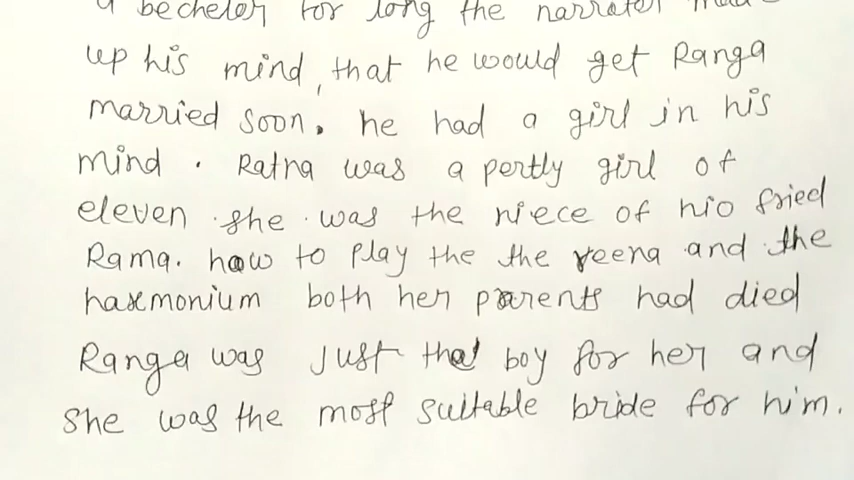 a bechelor for long the narrator made
up his mind, that he would get Ranga
married soon. he had a girl in his
mind . Ratna was a pertly girl of
eleven . she . was the niece of hio fried
Rama. how to play the the veena and . the
harmonium both her parents had died
Ranga was just the boy for her and
she was the most suitable bride for him.